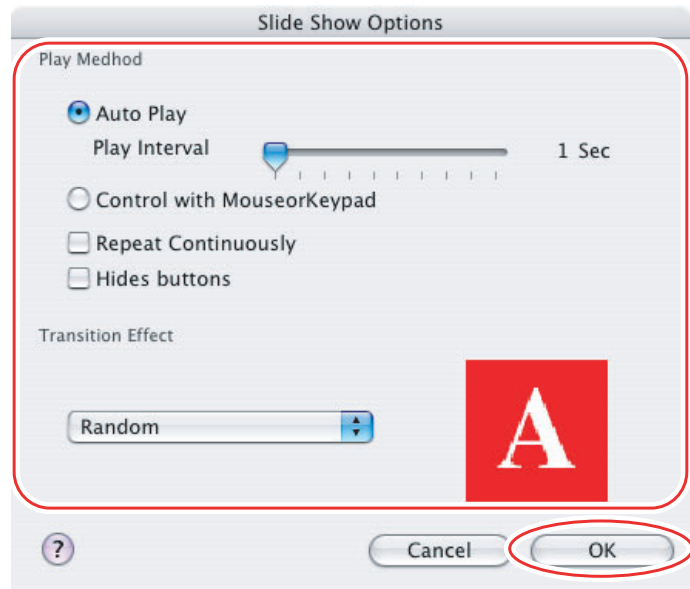 Slide Show Options
Play Medhod
Auto Play
Play Interval 1 Sec
Control with MouseorKeypad
Repeat Continuously
Hides buttons
Transition Effect
Random
A
? Cancel OK